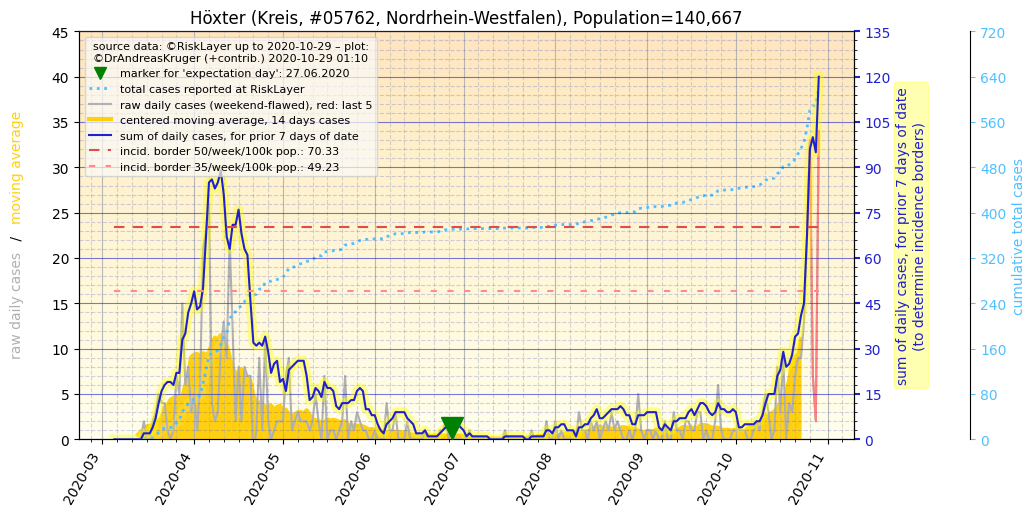 Höxter (Kreis, #05762, Nordrhein-Westfalen), Population=140,667
source data: ©RiskLayer up to 2020-10-29 – plot:
©DrAndreasKruger (+contrib.) 2020-10-29 01:10
marker for 'expectation day': 27.06.2020
total cases reported at RiskLayer
raw daily cases (weekend-flawed), red: last 5
centered moving average, 14 days cases
sum of daily cases, for prior 7 days of date
incid. border 50/week/100k pop.: 70.33
incid. border 35/week/100k pop.: 49.23
raw daily cases / moving average
45
40
35
30
25
20
15
10
5
0
135
120
105
90
75
60
45
30
15
0
sum of daily cases, for prior 7 days of date
(to determine incidence borders)
720
640
560
480
400
320
240
160
80
0
cumulative total cases
2020-03
2020-04
2020-05
2020-06
2020-07
2020-08
2020-09
2020-10
2020-11